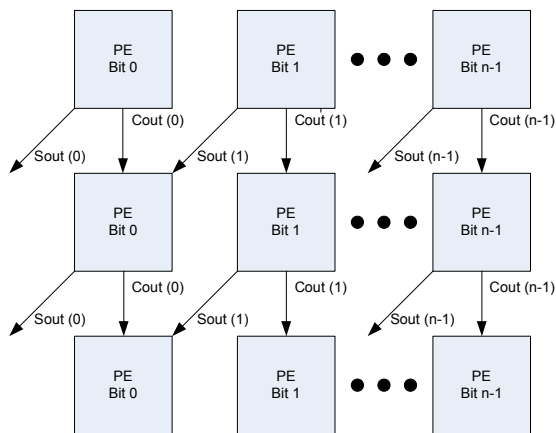 PE
Bit 0
PE
Bit 1
PE
Bit n-1
Cout (0)
Cout (1)
Cout (n-1)
Sout (0)
Sout (1)
Sout (n-1)
PE
Bit 0
PE
Bit 1
PE
Bit n-1
Cout (0)
Cout (1)
Cout (n-1)
Sout (0)
Sout (1)
Sout (n-1)
PE
Bit 0
PE
Bit 1
PE
Bit n-1